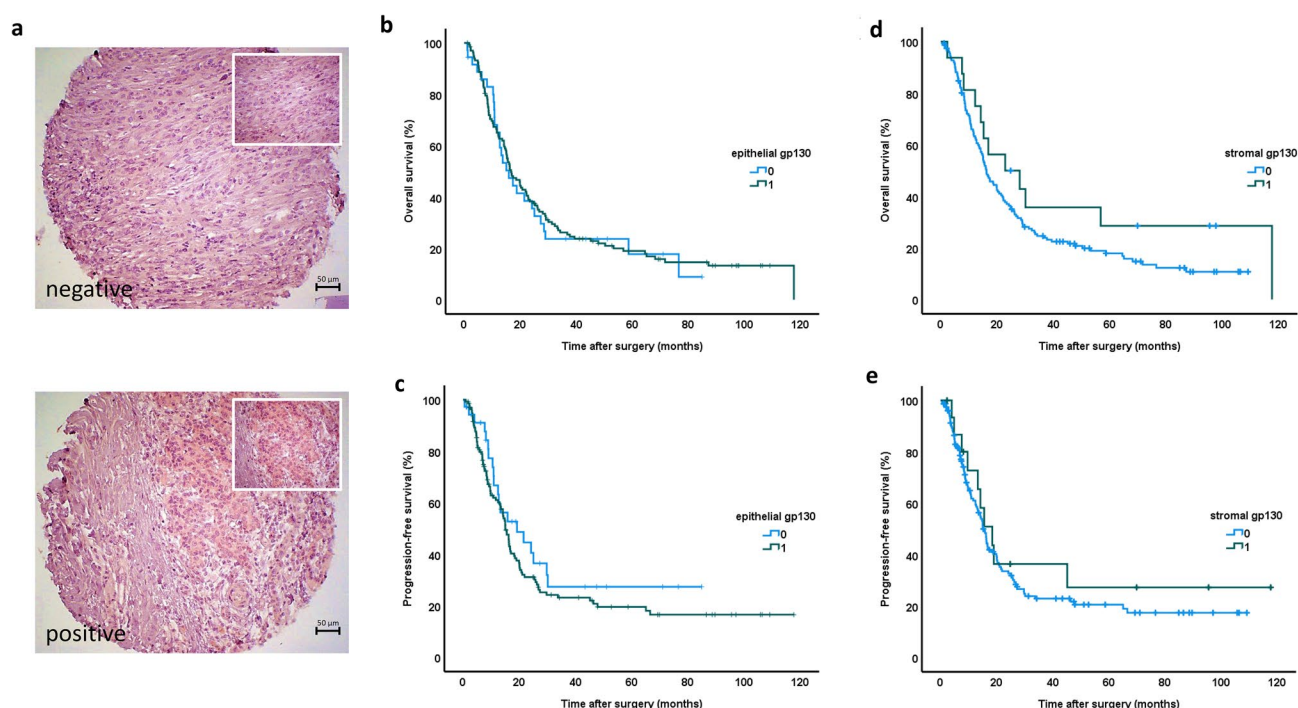 a
negative
50 µm
positive
50 µm
b
Overall survival (%)
100
80
60
40
20
0
0 20 40 60 80 100 120
Time after surgery (months)
epithelial gp130
0
1
c
Progression-free survival (%)
100
80
60
40
20
0
0 20 40 60 80 100 120
Time after surgery (months)
epithelial gp130
0
1
d
Overall survival (%)
100
80
60
40
20
0
0 20 40 60 80 100 120
Time after surgery (months)
stromal gp130
0
1
e
Progression-free survival (%)
100
80
60
40
20
0
0 20 40 60 80 100 120
Time after surgery (months)
stromal gp130
0
1